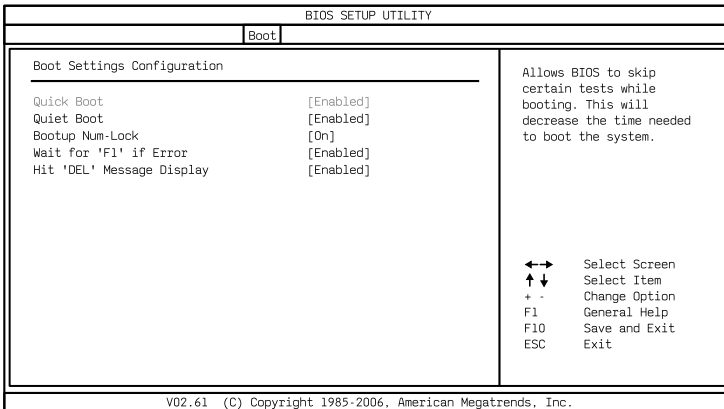 BIOS SETUP UTILITY
Boot
Boot Settings Configuration
Quick Boot [Enabled]
Quiet Boot [Enabled]
Bootup Num-Lock [On]
Wait for 'F1' if Error [Enabled]
Hit 'DEL' Message Display [Enabled]
Allows BIOS to skip
certain tests while
booting. This will
decrease the time needed
to boot the system.
←→ Select Screen
↑↓ Select Item
+ - Change Option
F1 General Help
F10 Save and Exit
ESC Exit
V02.61 (C) Copyright 1985-2006, American Megatrends, Inc.